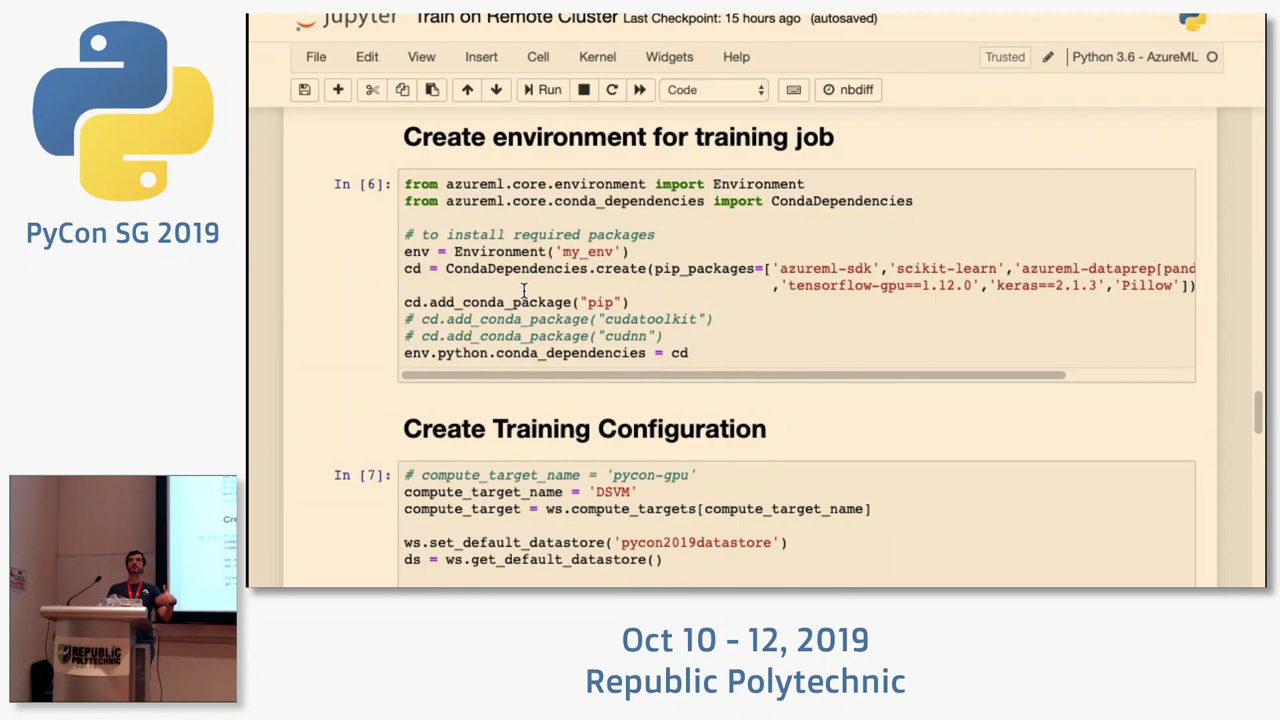 PyCon SG 2019
jupyter Train on Remote Cluster Last Checkpoint: 15 hours ago (autosaved)
File Edit View Insert Cell Kernel Widgets Help Trusted Python 3.6 - AzureML
Run Code nbdiff
Create environment for training job
In [6]: from azureml.core.environment import Environment
from azureml.core.conda_dependencies import CondaDependencies
# to install required packages
env = Environment('my_env')
cd = CondaDependencies.create(pip_packages=['azureml-sdk','scikit-learn','azureml-dataprep[pand
,'tensorflow-gpu==1.12.0','keras==2.1.3','Pillow'])
cd.add_conda_package("pip")
# cd.add_conda_package("cudatoolkit")
# cd.add_conda_package("cudnn")
env.python.conda_dependencies = cd
Create Training Configuration
In [7]: # compute_target_name = 'pycon-gpu'
compute_target_name = 'DSVM'
compute_target = ws.compute_targets[compute_target_name]
ws.set_default_datastore('pycon2019datastore')
ds = ws.get_default_datastore()
REPUBLIC
POLYTECHNIC
Oct 10 - 12, 2019
Republic Polytechnic